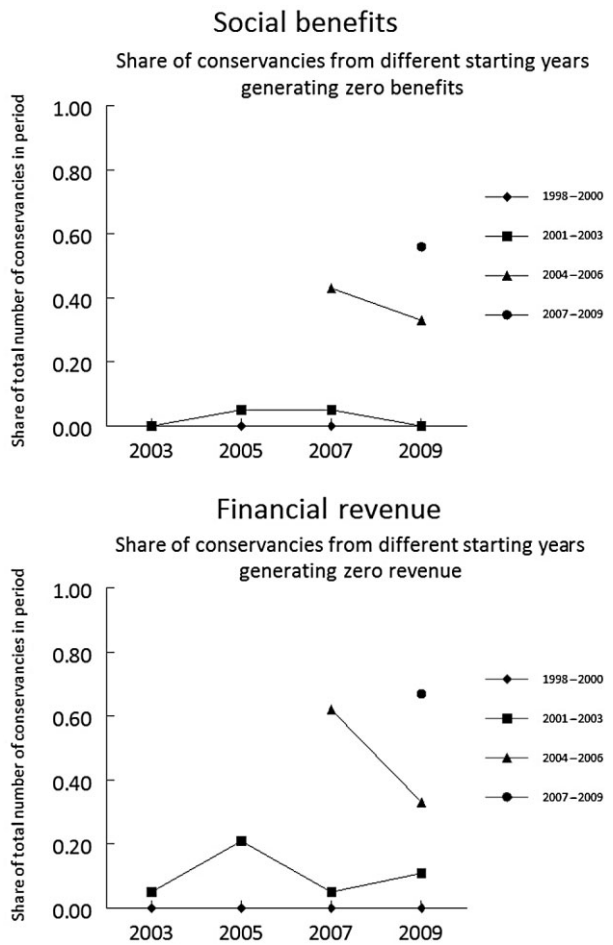 Social benefits
Share of conservancies from different starting years
generating zero benefits
Share of total number of conservancies in period
1.00
0.80
0.60
0.40
0.20
0.00
2003 2005 2007 2009
1998–2000
2001–2003
2004–2006
2007–2009
Financial revenue
Share of conservancies from different starting years
generating zero revenue
Share of total number of conservancies in period
1.00
0.80
0.60
0.40
0.20
0.00
2003 2005 2007 2009
1998–2000
2001–2003
2004–2006
2007–2009